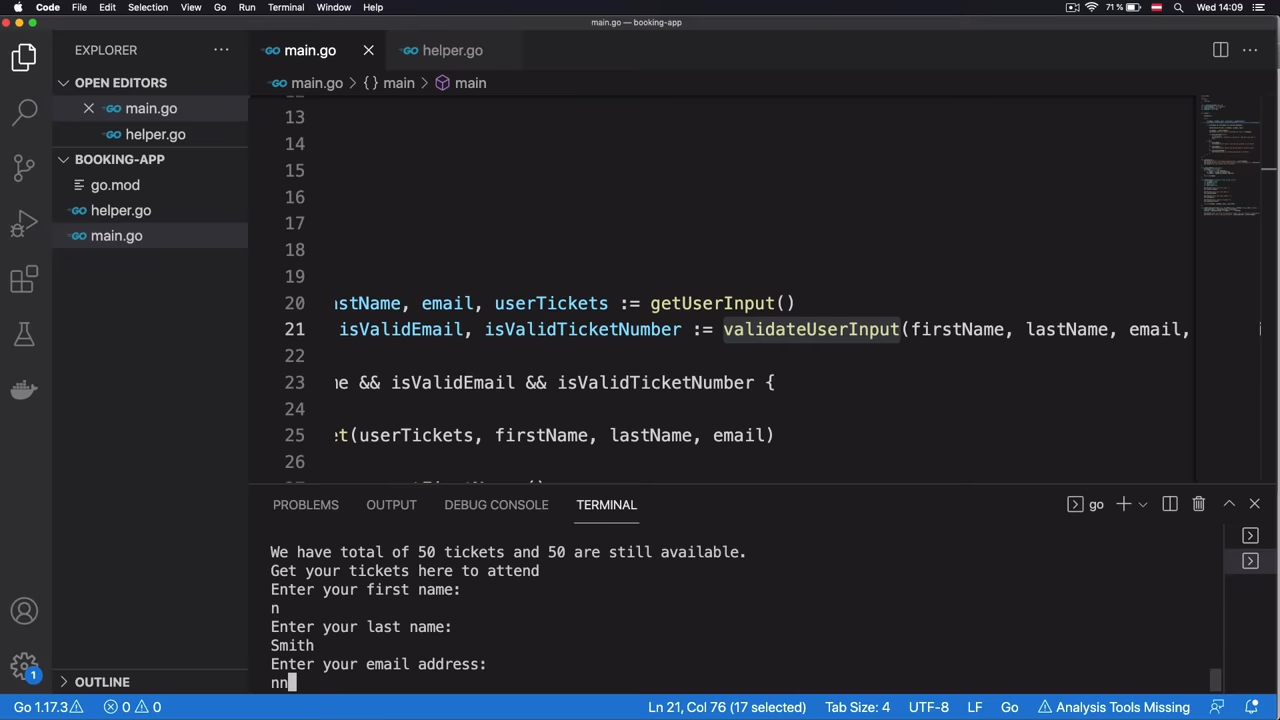 Code File Edit Selection View Go Run Terminal Window Help 71 % Wed 14:09
main.go — booking-app
EXPLORER
OPEN EDITORS
main.go
helper.go
BOOKING-APP
go.mod
helper.go
main.go
OUTLINE
main.go helper.go
main.go > {} main > main
13
14
15
16
17
18
19
20 astName, email, userTickets := getUserInput()
21 isValidEmail, isValidTicketNumber := validateUserInput(firstName, lastName, email,
22
23 me && isValidEmail && isValidTicketNumber {
24
25 et(userTickets, firstName, lastName, email)
26
PROBLEMS OUTPUT DEBUG CONSOLE TERMINAL go
We have total of 50 tickets and 50 are still available.
Get your tickets here to attend
Enter your first name:
n
Enter your last name:
Smith
Enter your email address:
nn
1
Go 1.17.3 0 0 Ln 21, Col 76 (17 selected) Tab Size: 4 UTF-8 LF Go Analysis Tools Missing